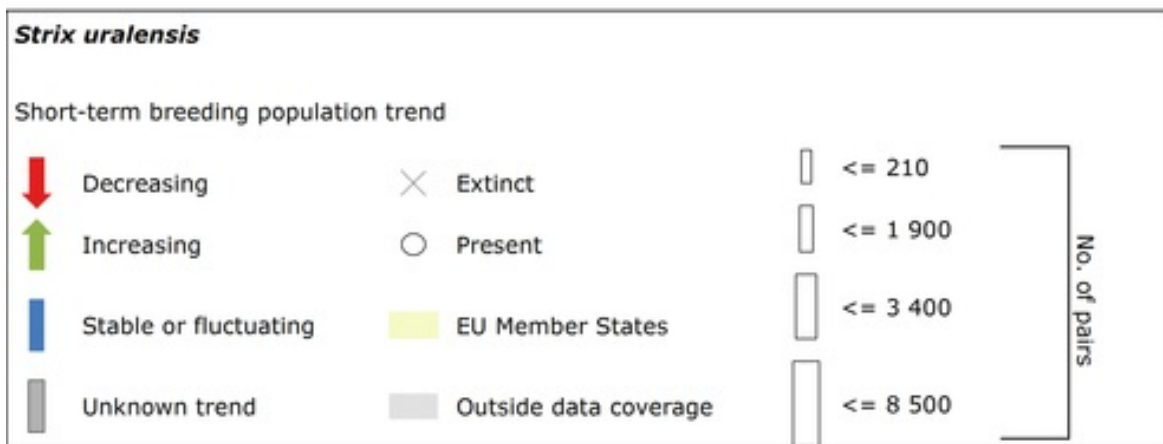 Strix uralensis
Short-term breeding population trend
Decreasing
Extinct
<= 210
Increasing
Present
<= 1 900
Stable or fluctuating
EU Member States
<= 3 400
Unknown trend
Outside data coverage
<= 8 500
No. of pairs